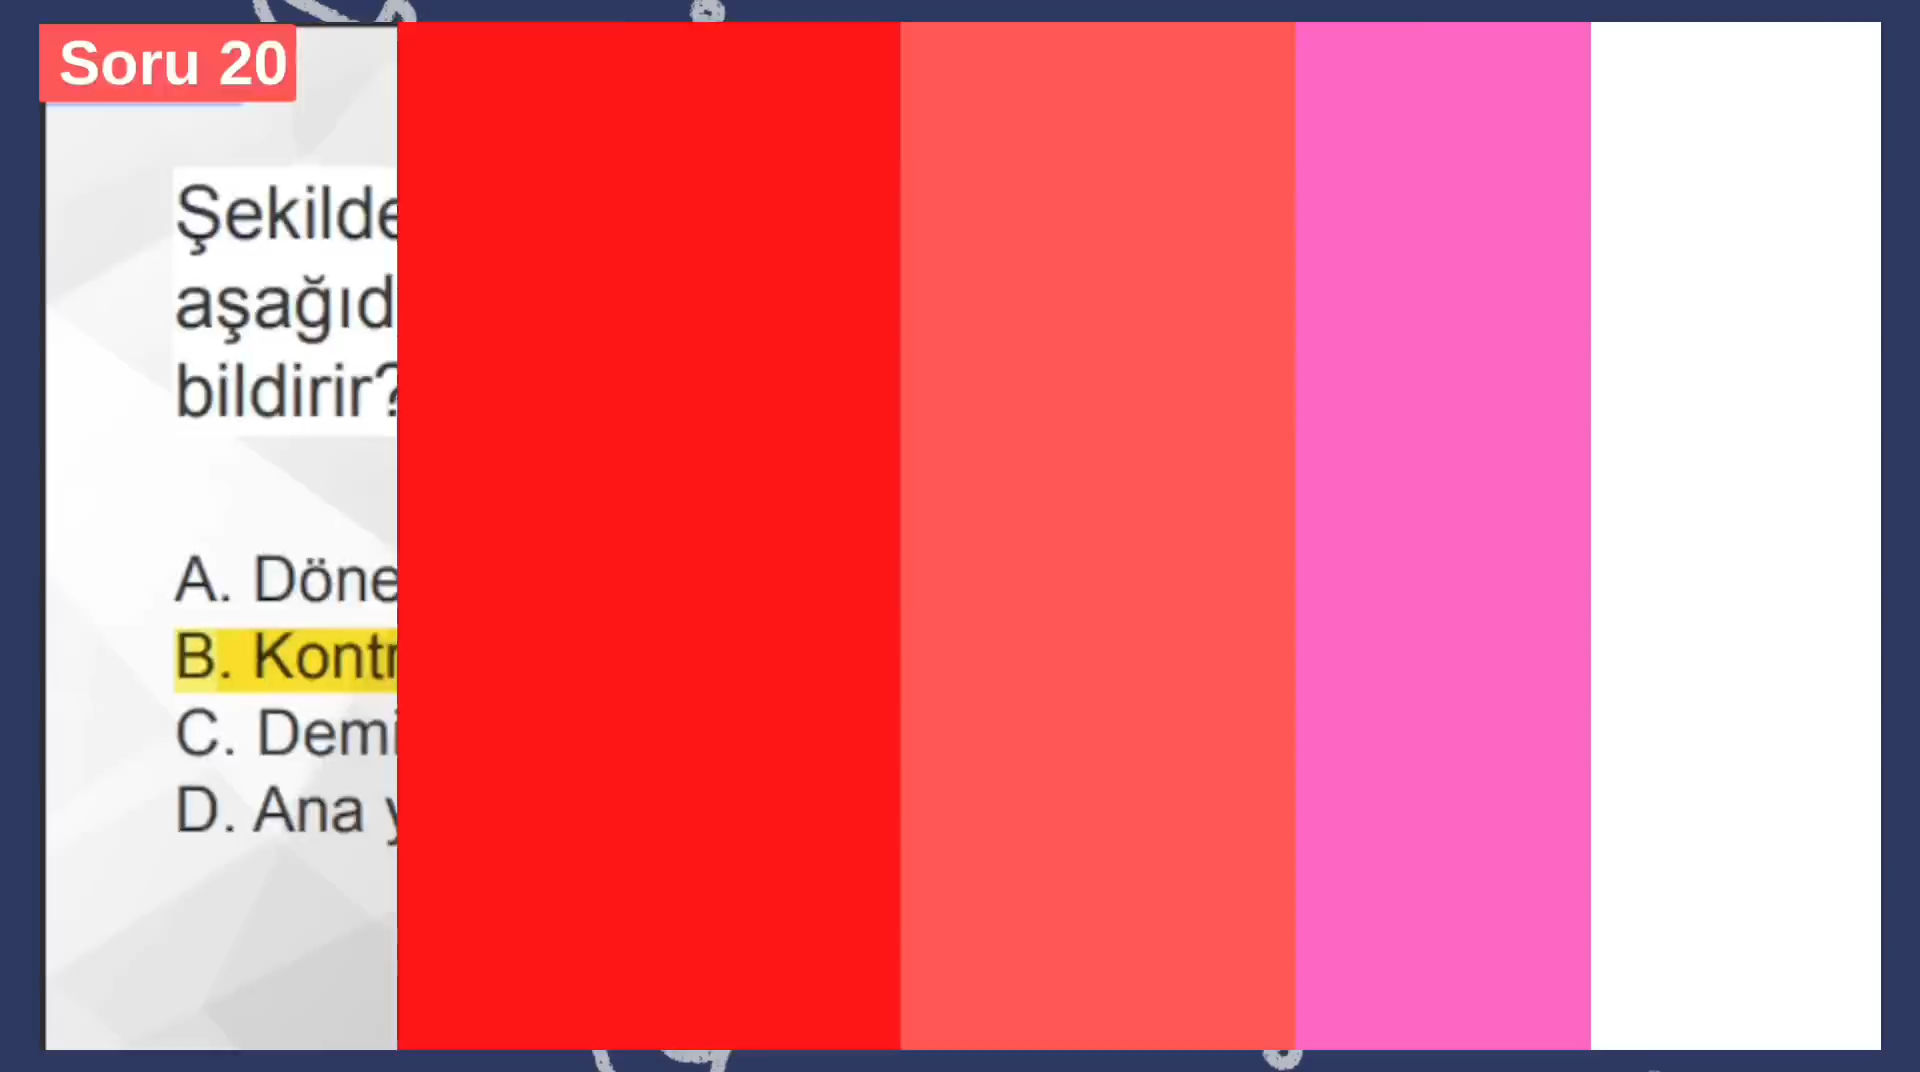 Soru 20
Şekilde
aşağıd
bildirir?
A. Döne
B. Kont
C. Dem
D. Ana